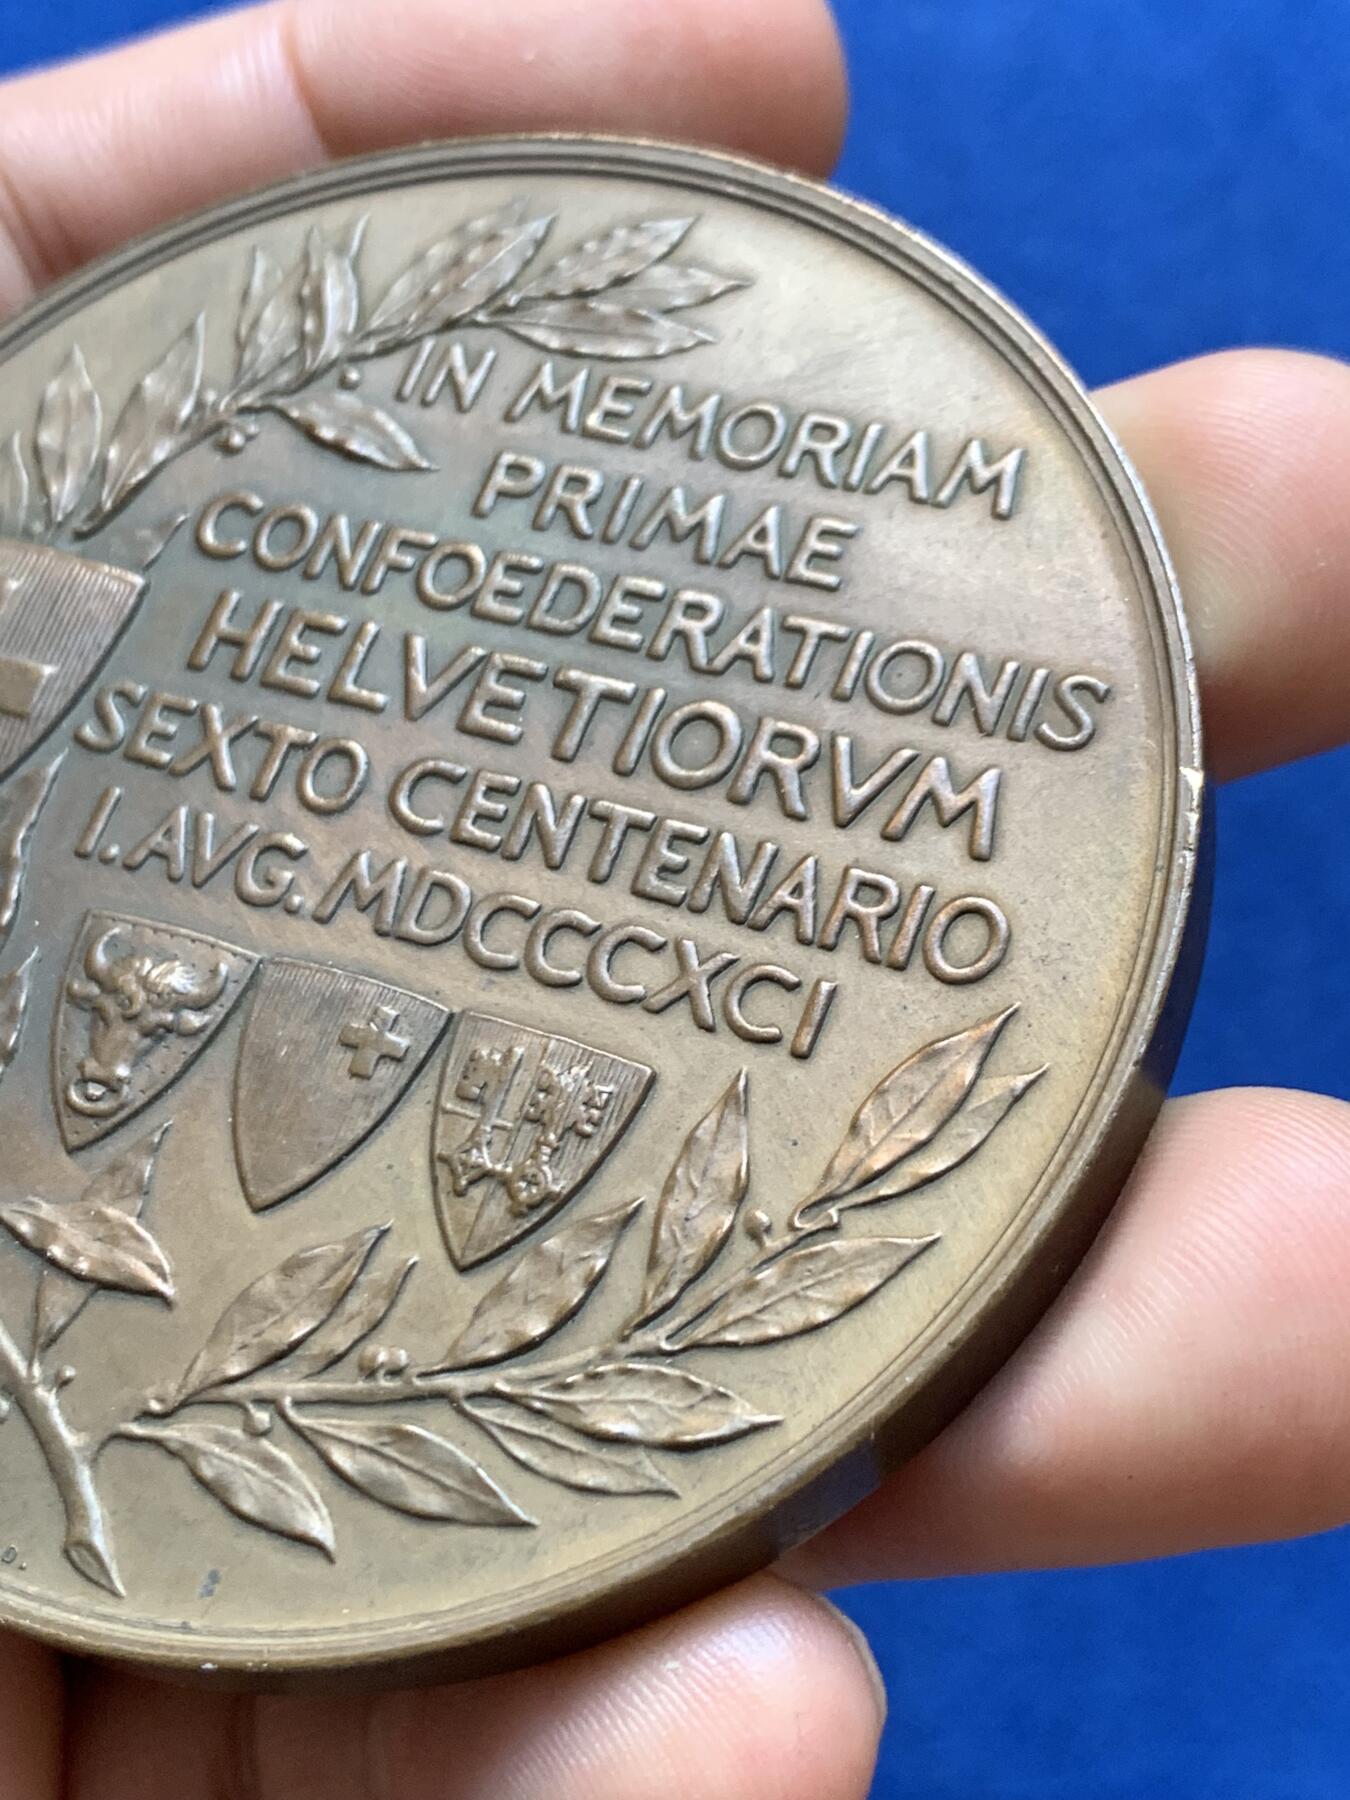 IN MEMORIAM
PRIMAE
CONFOEDERATIONIS
HELVETIORVM
SEXTO CENTENARIO
I. AVG. MDCCCXCI
D.